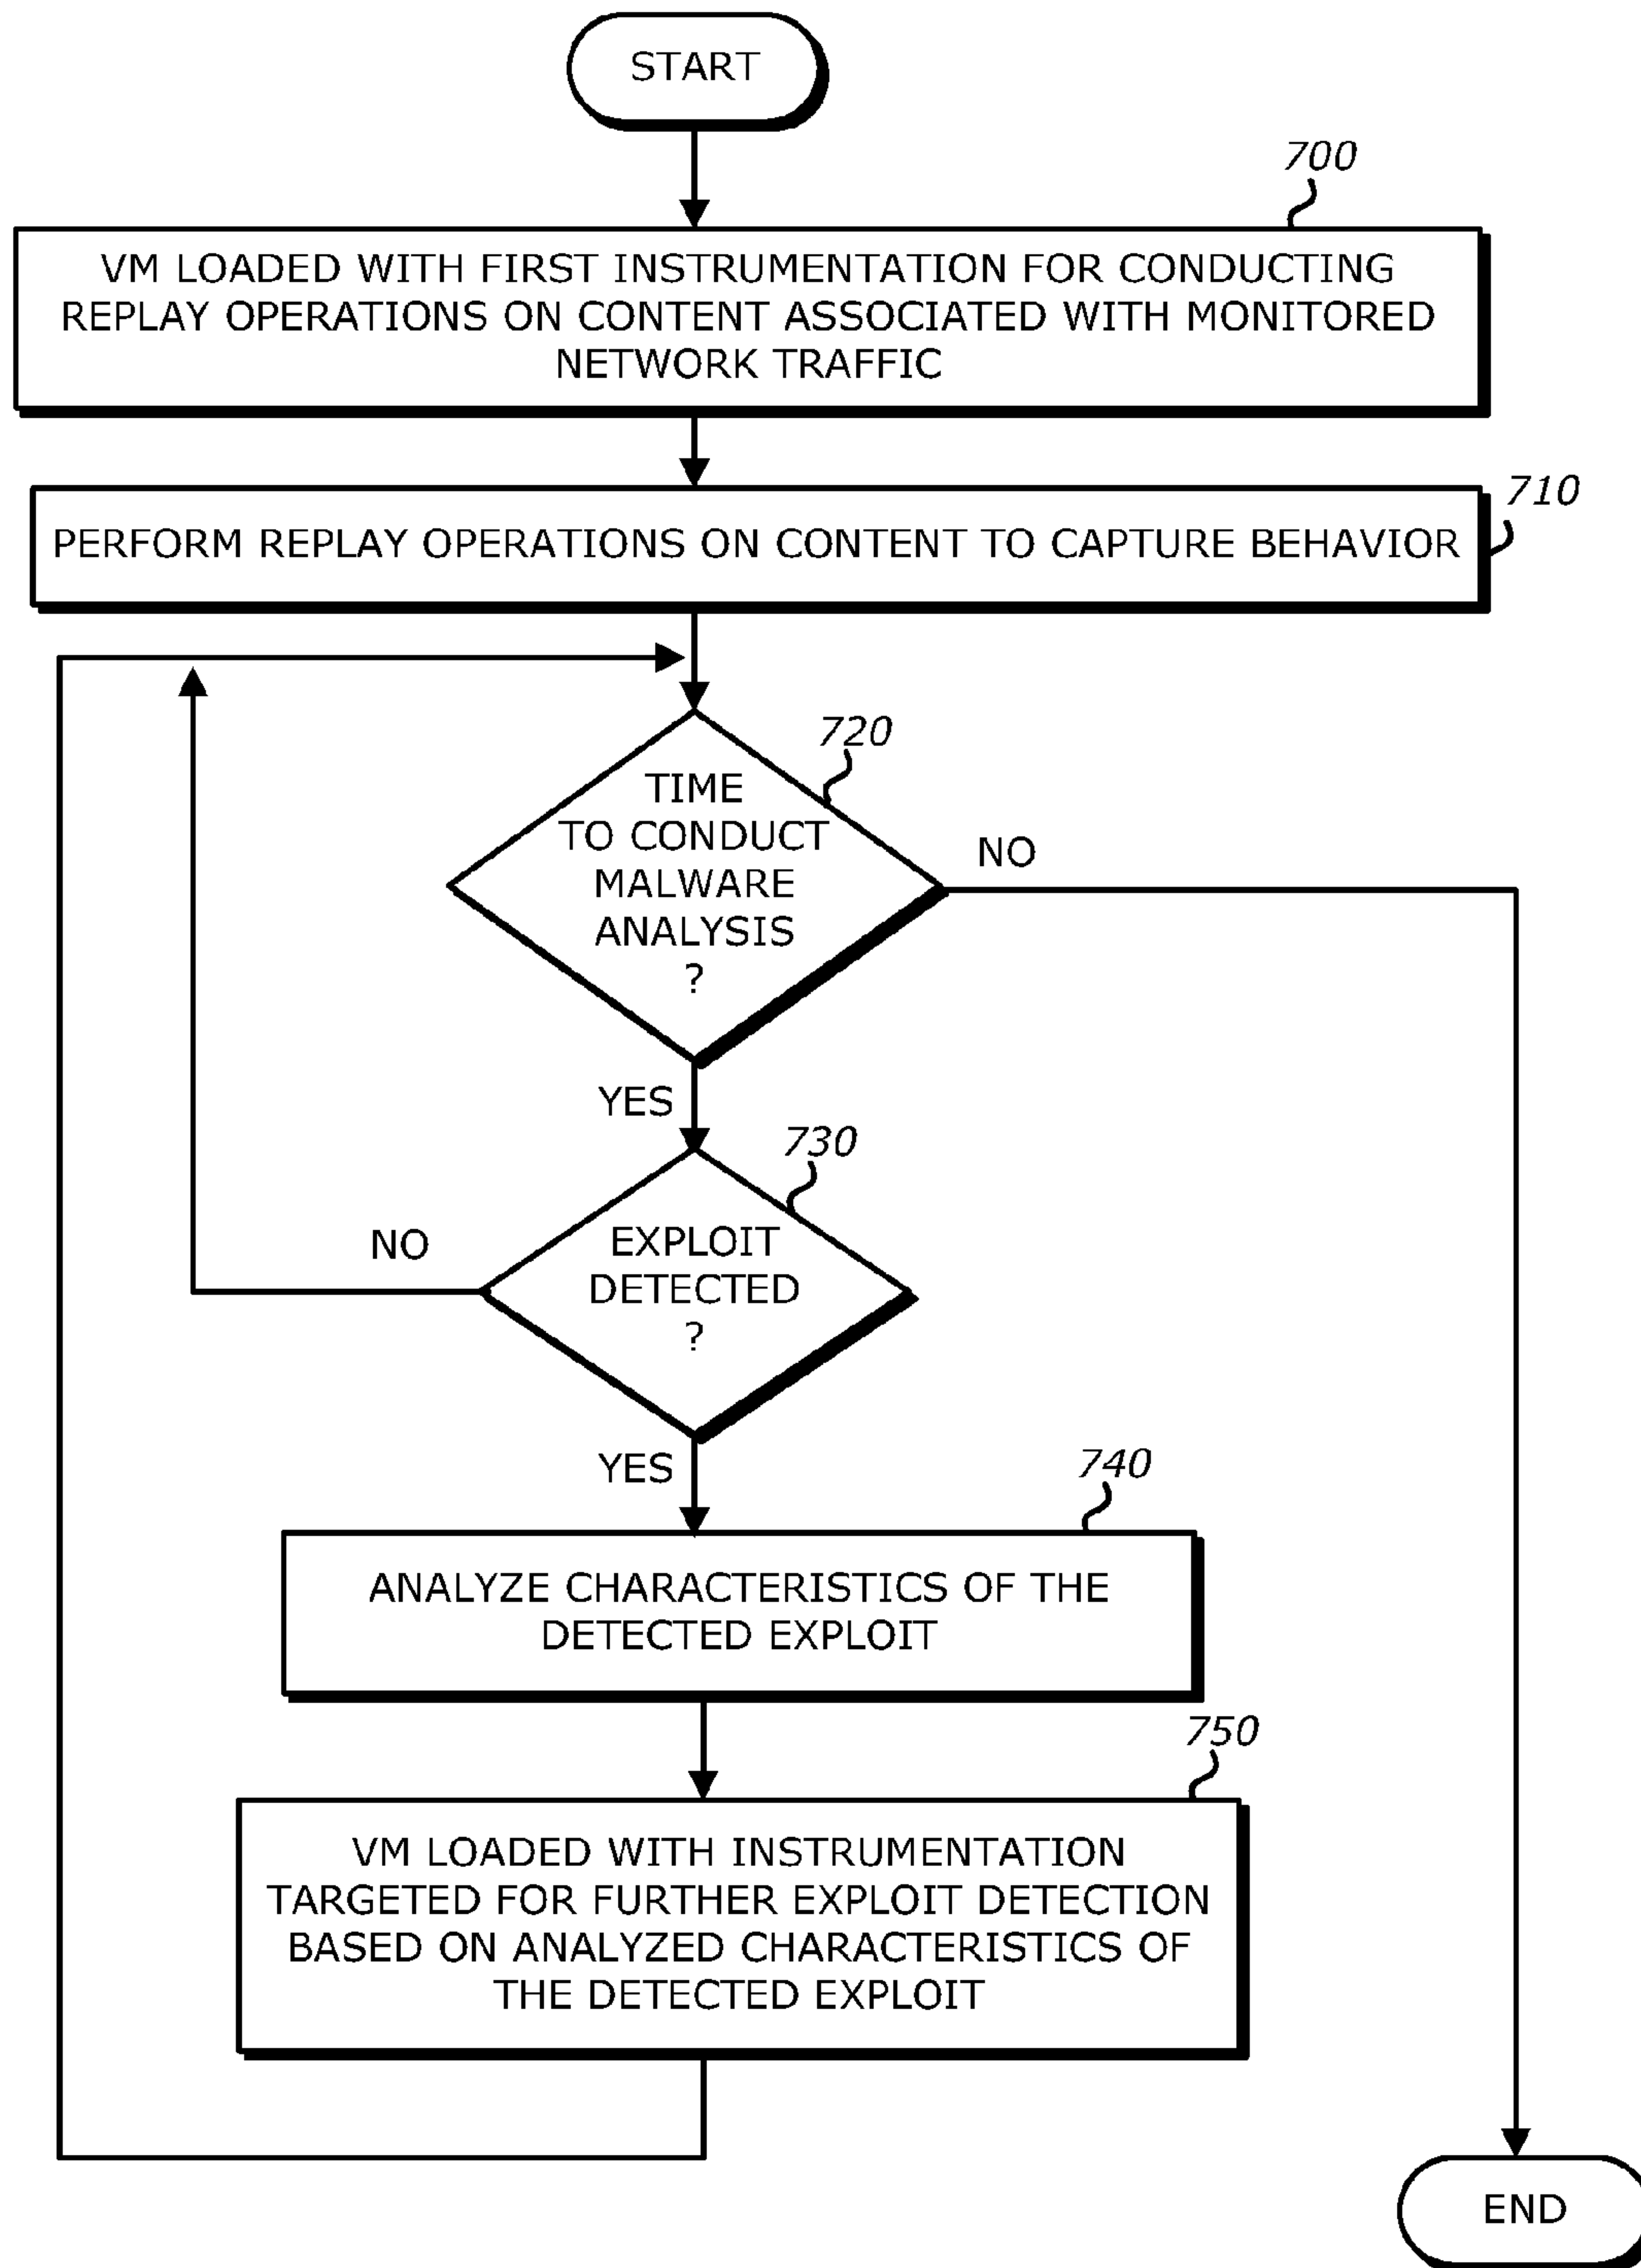 START
700
VM LOADED WITH FIRST INSTRUMENTATION FOR CONDUCTING
REPLAY OPERATIONS ON CONTENT ASSOCIATED WITH MONITORED
NETWORK TRAFFIC
710
PERFORM REPLAY OPERATIONS ON CONTENT TO CAPTURE BEHAVIOR
720
TIME
TO CONDUCT
MALWARE
ANALYSIS
?
NO
YES
730
EXPLOIT
DETECTED
?
NO
YES
740
ANALYZE CHARACTERISTICS OF THE
DETECTED EXPLOIT
750
VM LOADED WITH INSTRUMENTATION
TARGETED FOR FURTHER EXPLOIT DETECTION
BASED ON ANALYZED CHARACTERISTICS OF
THE DETECTED EXPLOIT
END